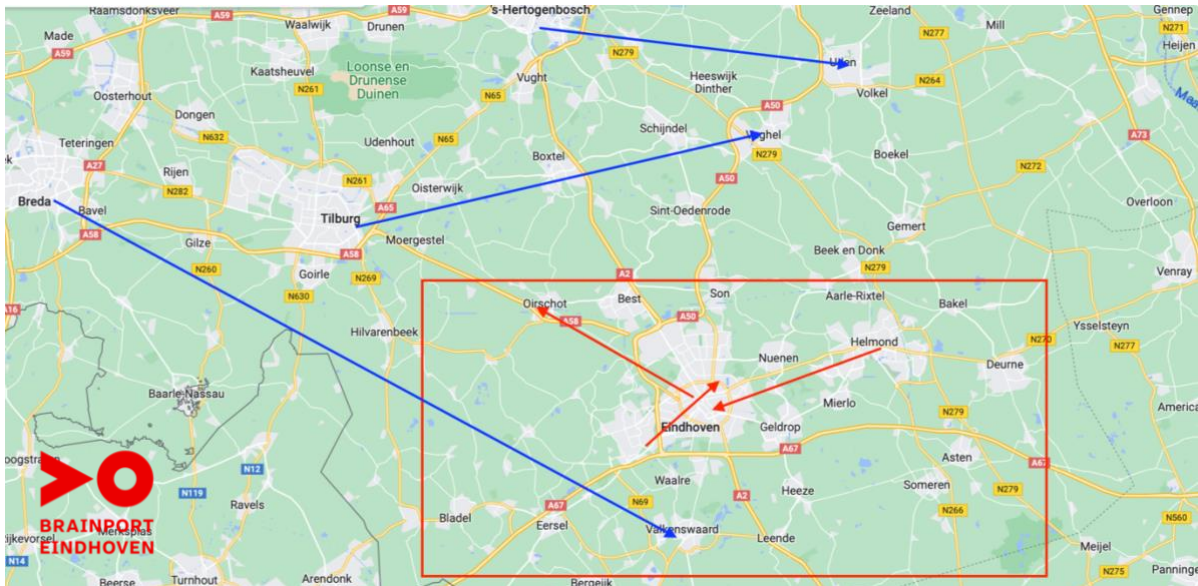 Raamsdonksveer
A59
Waalwijk
Drunen
A59
's-Hertogenbosch
Zeeland
N277
Mill
Gennep
N271
Made
A59
N279
Heijen
Kaatsheuvel
Loonse en
Drunense
Duinen
Vught
Heeswijk
Dinther
Uden
N264
Oosterhout
N261
N65
Volkel
A50
Dongen
Teteringen
N632
Udenhout
N65
Schijndel
Veghel
A73
A27
Rijen
Boxtel
N279
Boekel
N272
N282
N261
Oisterwijk
A50
Breda
Bavel
A65
Sint-Oedenrode
Overloon
Tilburg
Gemert
A58
Gilze
A58
Moergestel
Beek en Donk
N260
Goirle
N269
A2
N279
Venray
N630
Son
Aarle-Rixtel
Bakel
A16
Oirschot
Best
A58
A50
Hilvarenbeek
Ysselsteyn
Helmond
N270
N277
Nuenen
Deurne
Baarle-Nassau
Mierlo
America
N279
Eindhoven
Geldrop
A67
Asten
A67
N12
Waalre
Heeze
Someren
N279
N119
Ravels
A67
N69
A2
N266
N560
BRAINPORT
EINDHOVEN
Merksplas
Bladel
Eersel
Valkenswaard
Leende
Meijel
N14
Beerse
Turnhout
Arendonk
Bergeijk
N275
Panningen